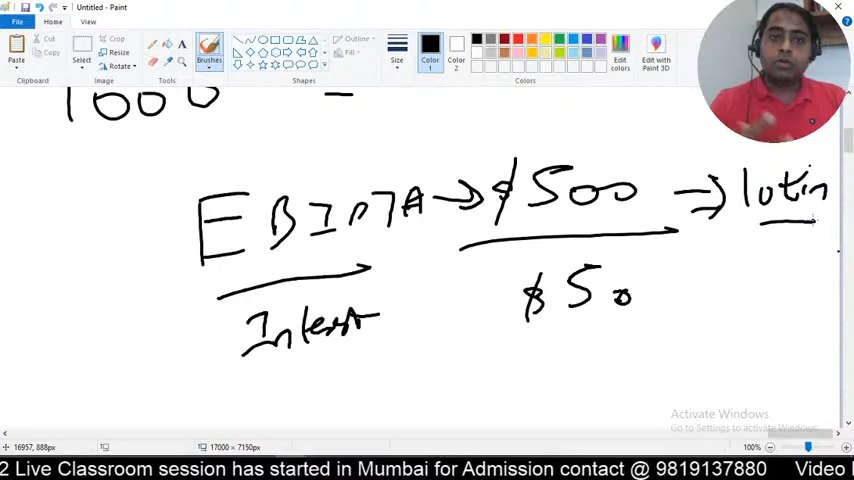 Untitled - Paint
File Home View
Paste
Cut
Copy
Clipboard
Select
Crop
Resize
Rotate
Image
A
Tools
Brushes
Outline
Fill
Shapes
Size
Color 1
Color 2
Edit colors
Edit with Paint 3D
Colors
1000 -
EBIDTA → $500 → 10 tim
Interest $50
Activate Windows
Go to Settings to activate Windows.
16957, 888px 17000 × 7150px 100%
2 Live Classroom session has started in Mumbai for Admission contact @ 9819137880 Video